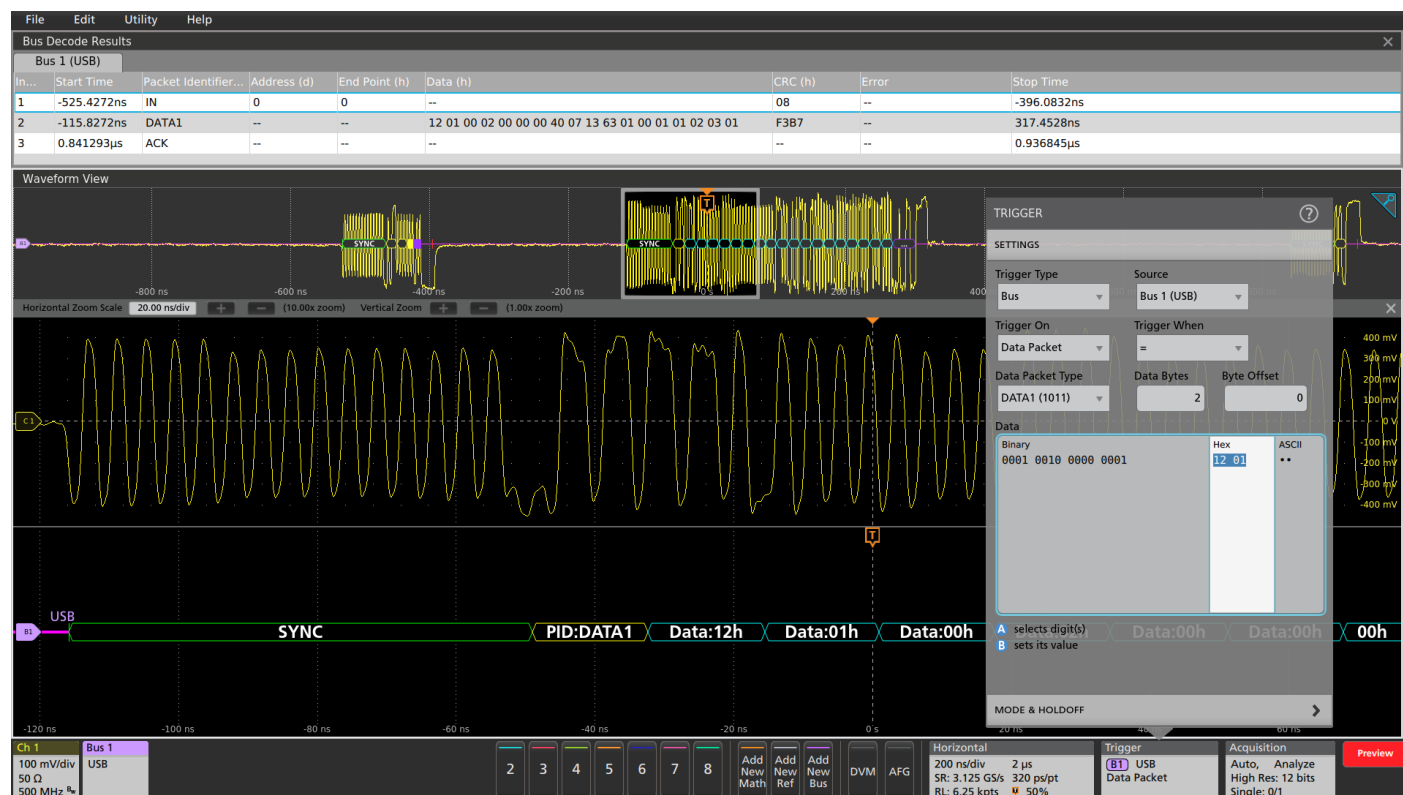 File Edit Utility Help
Bus Decode Results
Bus 1 (USB)
In... Start Time Packet Identifier... Address (d) End Point (h) Data (h) CRC (h) Error Stop Time
1 -525.4272ns IN 0 0 -- 08 -- -396.0832ns
2 -115.8272ns DATA1 -- -- 12 01 00 02 00 00 00 40 07 13 63 01 00 01 01 02 03 01 F3B7 -- 317.4528ns
3 0.841293µs ACK -- -- -- -- -- 0.936845µs
Waveform View
T
B1 SYNC SYNC ...
-800 ns -600 ns -400 ns -200 ns 0 s 200 ns 400
Horizontal Zoom Scale 20.00 ns/div + − (10.00x zoom) Vertical Zoom + − (1.00x zoom)
TRIGGER ?
SETTINGS
Trigger Type Source
Bus Bus 1 (USB)
Trigger On Trigger When
Data Packet =
Data Packet Type Data Bytes Byte Offset
DATA1 (1011) 2 0
Data
Binary Hex ASCII
0001 0010 0000 0001 12 01 ••
A selects digit(s)
B sets its value
MODE & HOLDOFF
400 mV
300 mV
200 mV
100 mV
C1 0 V
-100 mV
-200 mV
-300 mV
-400 mV
T
USB
B1 SYNC PID:DATA1 Data:12h Data:01h Data:00h Data:00h Data:00h 00h
-120 ns -100 ns -80 ns -60 ns -40 ns -20 ns 0 s 20 ns 60 ns
Ch 1
100 mV/div
50 Ω
500 MHz Bw
Bus 1
USB
2 3 4 5 6 7 8
Add New Math
Add New Ref
Add New Bus
DVM AFG
Horizontal
200 ns/div 2 µs
SR: 3.125 GS/s 320 ps/pt
RL: 6.25 kpts 50%
Trigger
B1 USB
Data Packet
Acquisition
Auto, Analyze
High Res: 12 bits
Single: 0/1
Preview